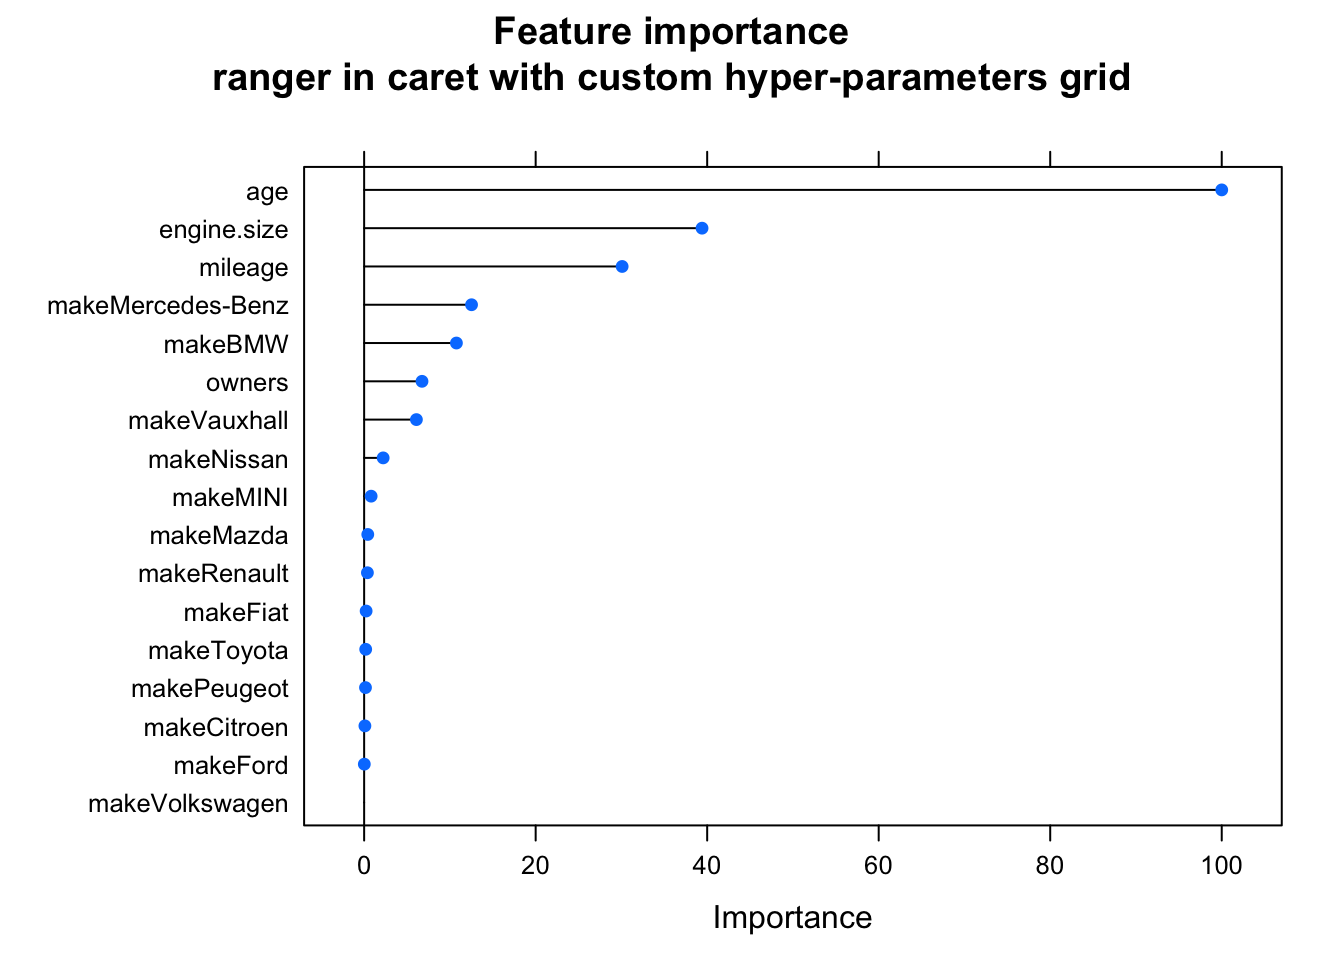 Feature importance
ranger in caret with custom hyper-parameters grid
age
engine.size
mileage
makeMercedes-Benz
makeBMW
owners
makeVauxhall
makeNissan
makeMINI
makeMazda
makeRenault
makeFiat
makeToyota
makePeugeot
makeCitroen
makeFord
makeVolkswagen
0 20 40 60 80 100
Importance